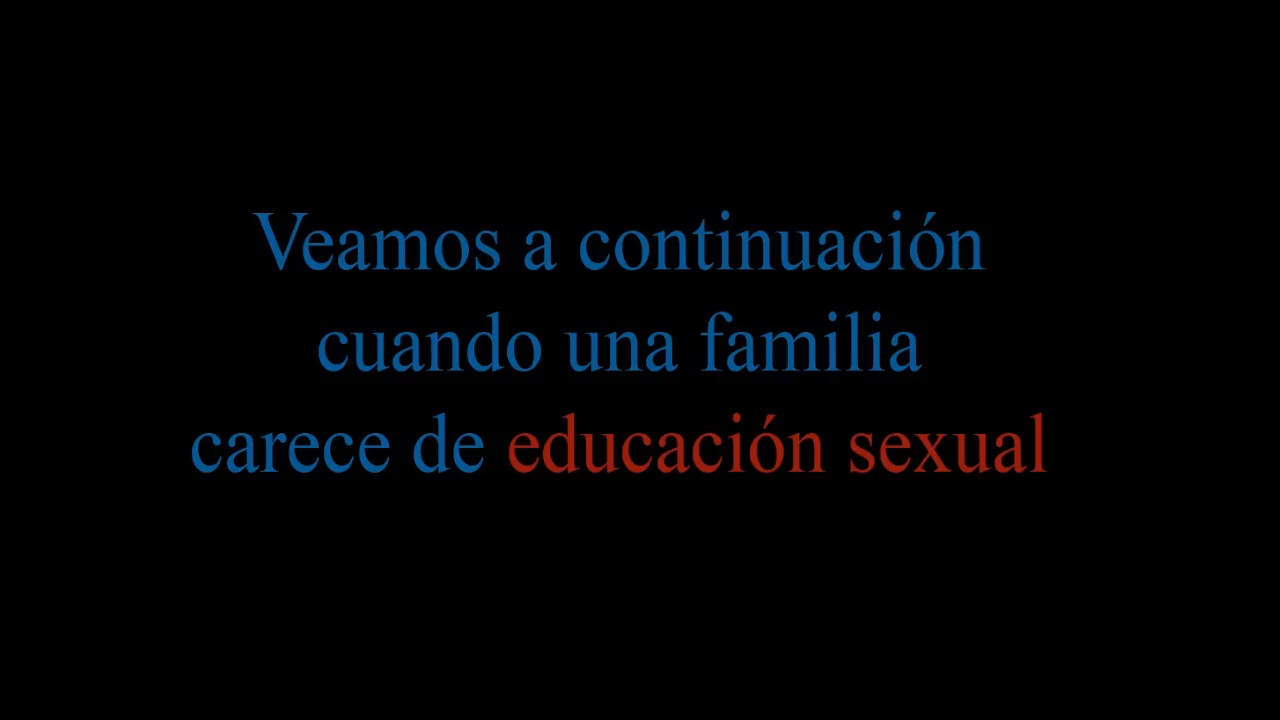 Veamos a continuación
cuando una familia
carece de educación sexual